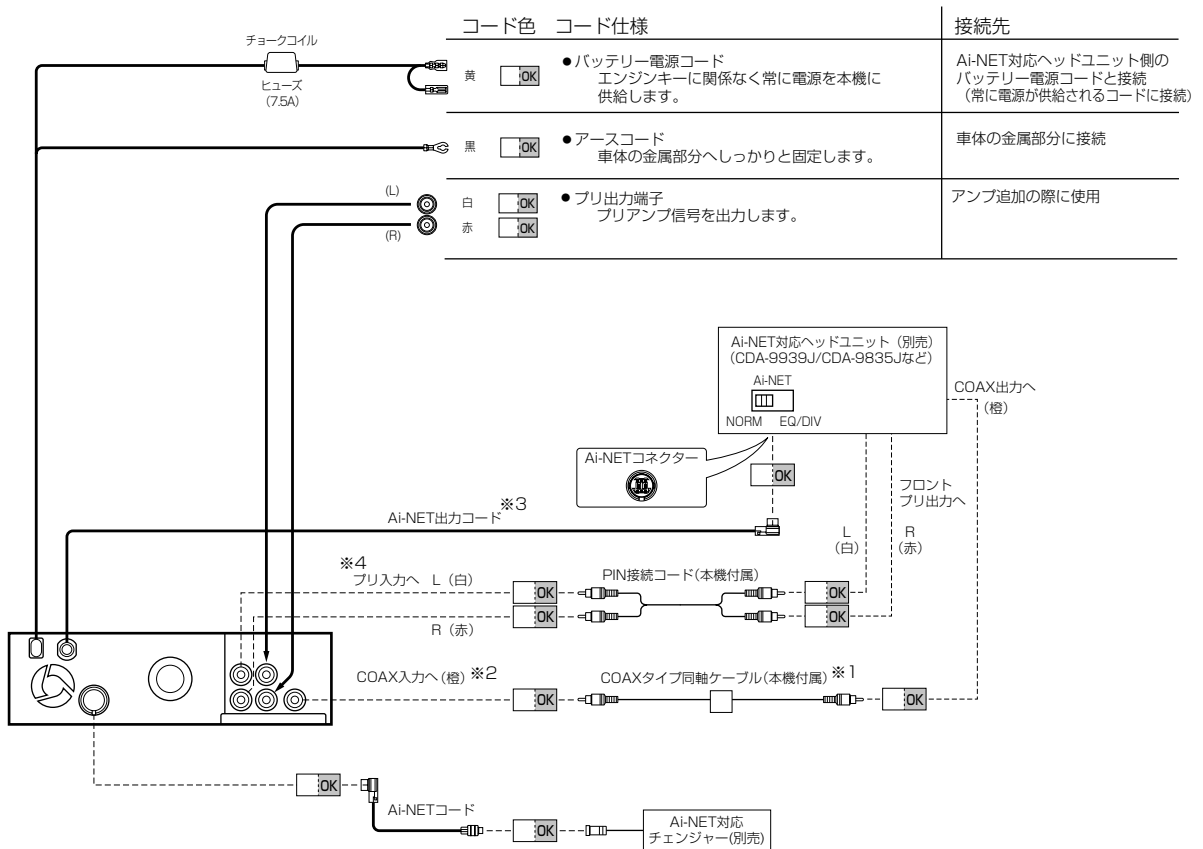 コード色 コード仕様 接続先
チョークコイル
ヒューズ
(7.5A)
黄 OK
●バッテリー電源コード
エンジンキーに関係なく常に電源を本機に
供給します。
Ai-NET対応ヘッドユニット側の
バッテリー電源コードと接続
(常に電源が供給されるコードに接続)
黒 OK
●アースコード
車体の金属部分へしっかりと固定します。
車体の金属部分に接続
(L)
白 OK
(R)
赤 OK
●プリ出力端子
プリアンプ信号を出力します。
アンプ追加の際に使用
Ai-NET対応ヘッドユニット(別売)
(CDA-9939J/CDA-9835Jなど)
Ai-NET
NORM EQ/DIV
COAX出力へ
(橙)
Ai-NETコネクター
OK
フロント
プリ出力へ
Ai-NET出力コード※3
L
(白)
R
(赤)
※4
プリ入力へ L(白)
OK
PIN接続コード(本機付属)
OK
R(赤)
OK
OK
COAX入力へ(橙)※2
OK
COAXタイプ同軸ケーブル(本機付属)※1
OK
OK
Ai-NETコード
OK
Ai-NET対応
チェンジャー(別売)